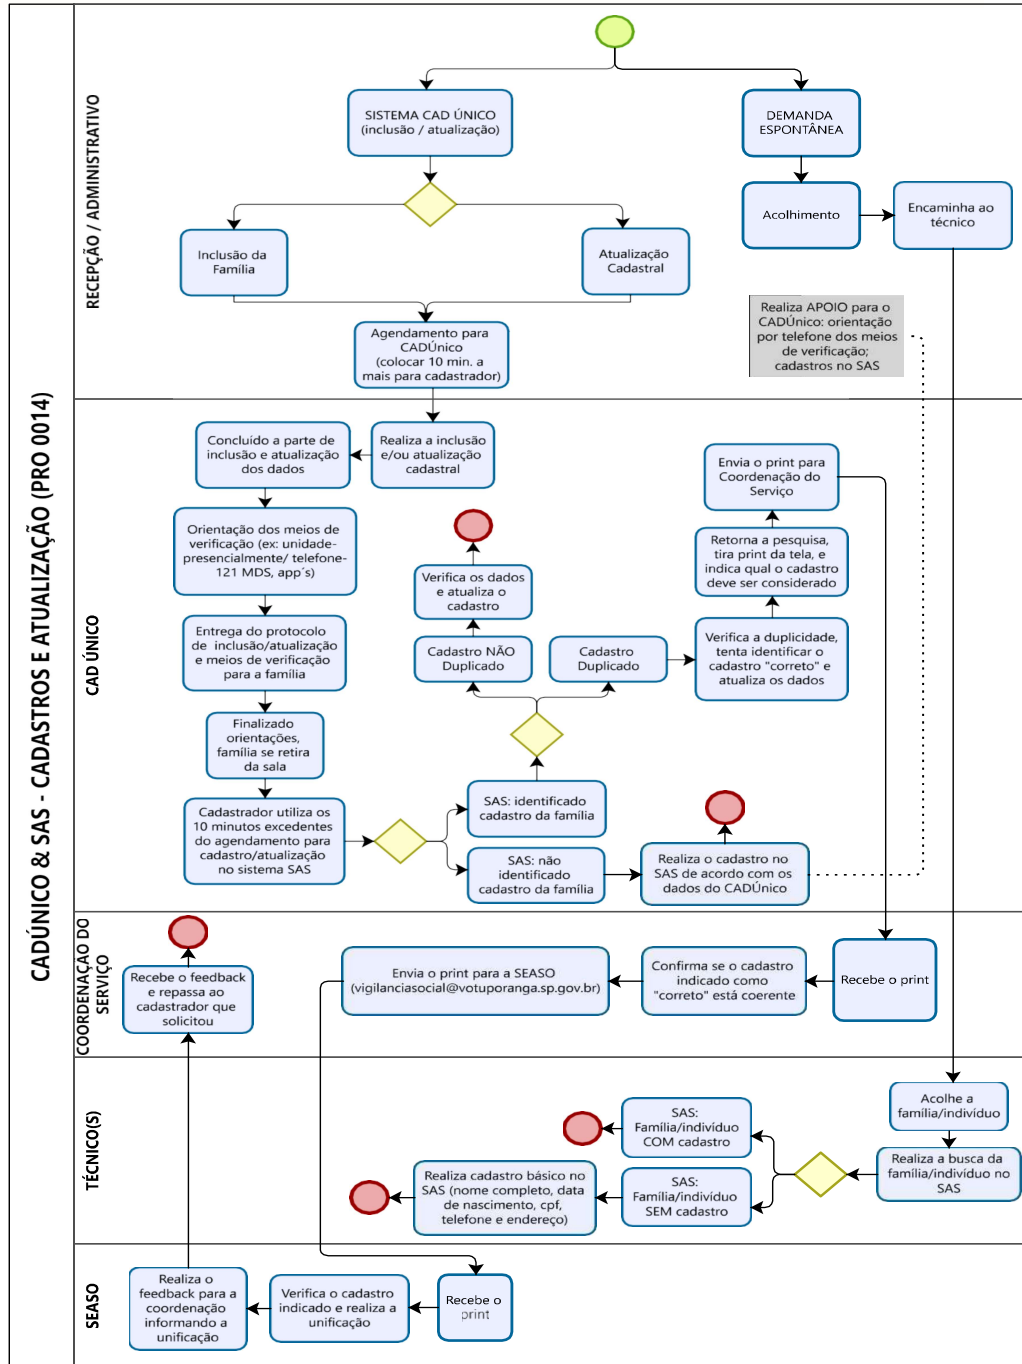 CADÚNICO & SAS - CADASTROS E ATUALIZAÇÃO (PRO 0014)
RECEPÇÃO / ADMINISTRATIVO
SISTEMA CAD ÚNICO
(inclusão / atualização)
DEMANDA
ESPONTÂNEA
Acolhimento
Encaminha ao
técnico
Inclusão da
Família
Atualização
Cadastral
Agendamento para
CADÚnico
(colocar 10 min. a
mais para cadastrador)
Realiza APOIO para o
CADÚnico: orientação
por telefone dos meios
de verificação;
cadastros no SAS
CAD ÚNICO
Concluído a parte de
inclusão e atualização
dos dados
Realiza a inclusão
e/ou atualização
cadastral
Orientação dos meios de
verificação (ex: unidade-
presencialmente/ telefone-
121 MDS, app´s)
Entrega do protocolo
de inclusão/atualização
e meios de verificação
para a família
Finalizado
orientações,
família se retira
da sala
Cadastrador utiliza os
10 minutos excedentes
do agendamento para
cadastro/atualização
no sistema SAS
SAS: identificado
cadastro da família
SAS: não
identificado
cadastro da família
Realiza o cadastro no
SAS de acordo com os
dados do CADÚnico
Cadastro NÃO
Duplicado
Verifica os dados
e atualiza o
cadastro
Cadastro
Duplicado
Verifica a duplicidade,
tenta identificar o
cadastro "correto" e
atualiza os dados
Retorna a pesquisa,
tira print da tela, e
indica qual o cadastro
deve ser considerado
Envia o print para
Coordenação do
Serviço
COORDENAÇÃO DO
SERVIÇO
Recebe o print
Confirma se o cadastro
indicado como
"correto" está coerente
Envia o print para a SEASO
(vigilanciasocial@votuporanga.sp.gov.br)
Recebe o feedback
e repassa ao
cadastrador que
solicitou
TÉCNICO(S)
Acolhe a
família/indivíduo
Realiza a busca da
família/indivíduo no
SAS
SAS:
Família/indivíduo
COM cadastro
SAS:
Família/indivíduo
SEM cadastro
Realiza cadastro básico no
SAS (nome completo, data
de nascimento, cpf,
telefone e endereço)
SEASO
Recebe o
print
Verifica o cadastro
indicado e realiza a
unificação
Realiza o
feedback para a
coordenação
informando a
unificação